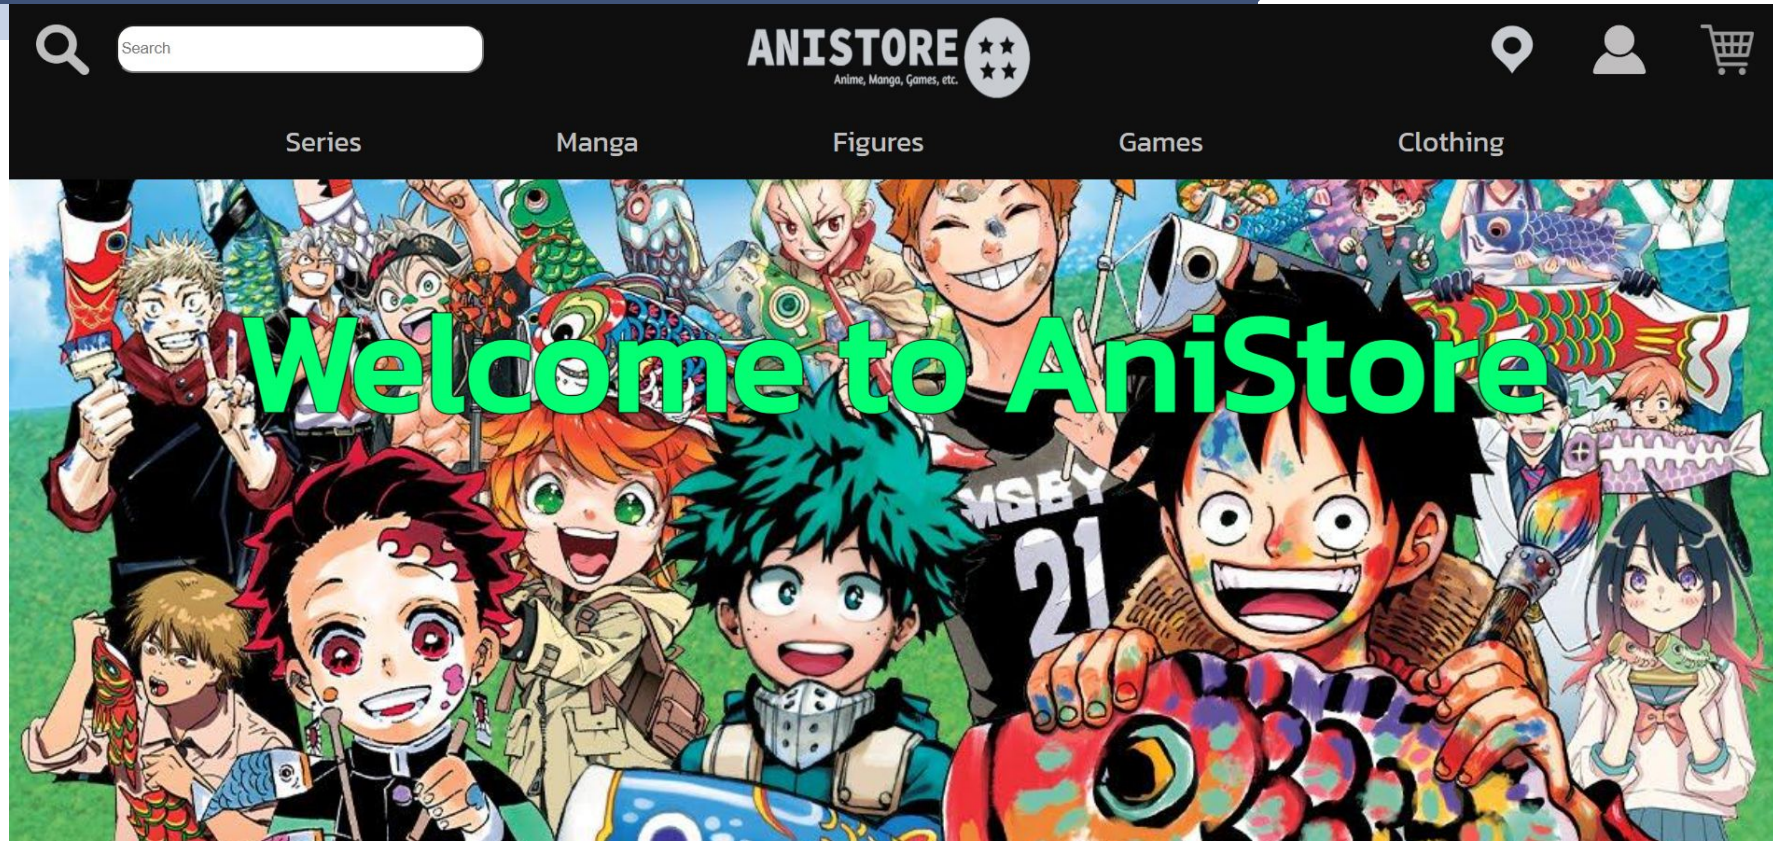 Search
ANISTORE
Anime, Manga, Games, etc.
Series
Manga
Figures
Games
Clothing
Welcome to AniStore
MSBY
21